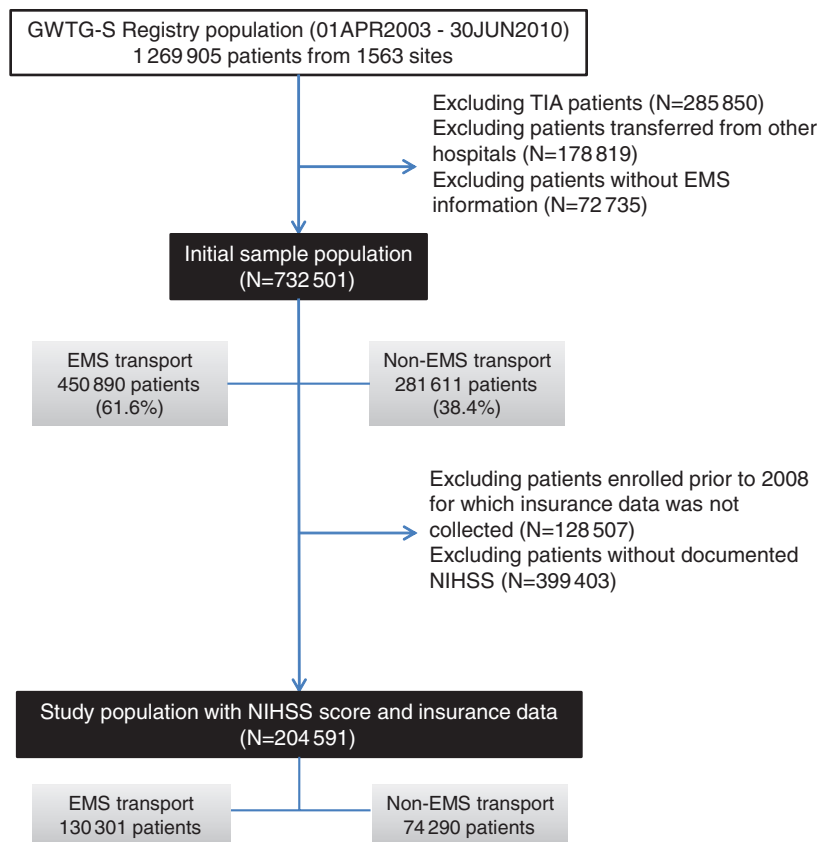 GWTG-S Registry population (01APR2003 - 30JUN2010)
1 269 905 patients from 1563 sites
Excluding TIA patients (N=285 850)
Excluding patients transferred from other
hospitals (N=178 819)
Excluding patients without EMS
information (N=72 735)
Initial sample population
(N=732 501)
EMS transport
450 890 patients
(61.6%)
Non-EMS transport
281 611 patients
(38.4%)
Excluding patients enrolled prior to 2008
for which insurance data was not
collected (N=128 507)
Excluding patients without documented
NIHSS (N=399 403)
Study population with NIHSS score and insurance data
(N=204 591)
EMS transport
130 301 patients
Non-EMS transport
74 290 patients